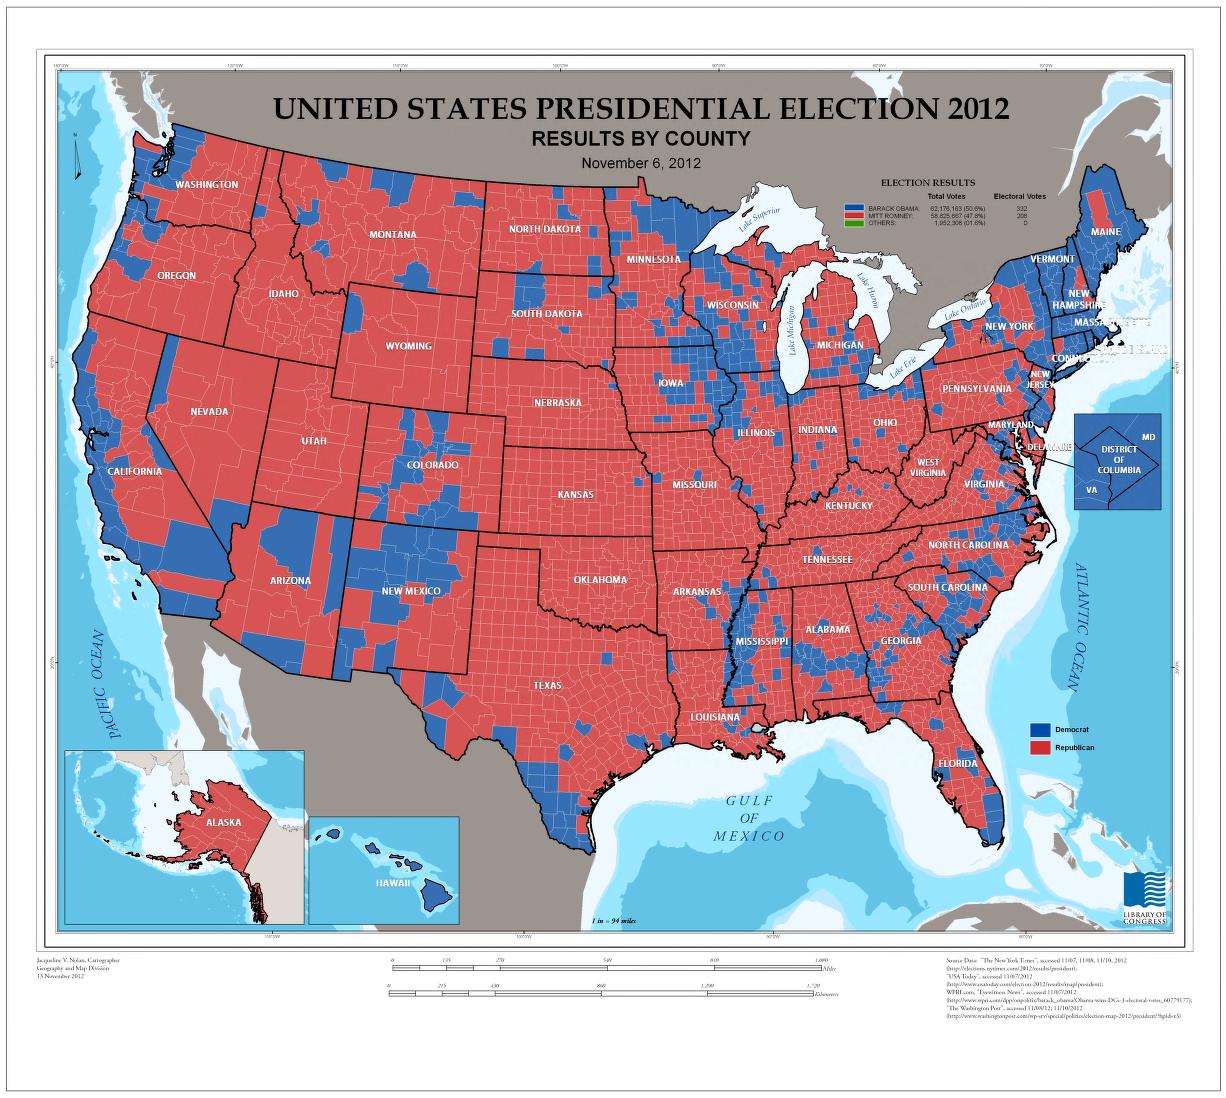 UNITED STATES PRESIDENTIAL ELECTION 2012
RESULTS BY COUNTY
November 6, 2012
ELECTION RESULTS
Total Votes Electoral Votes
BARACK OBAMA: 62,176,163 (50.6%) 332
MITT ROMNEY: 58,825,667 (47.8%) 206
OTHERS: 1,952,306 (01.6%) 0
N
WASHINGTON
MONTANA
NORTH DAKOTA
MINNESOTA
Lake Superior
MAINE
VERMONT
NEW HAMPSHIRE
OREGON
IDAHO
WYOMING
SOUTH DAKOTA
WISCONSIN
Lake Michigan
Lake Huron
MICHIGAN
Lake Ontario
Lake Erie
NEW YORK
NEW JERSEY
PENNSYLVANIA
NEVADA
UTAH
NEBRASKA
IOWA
ILLINOIS
INDIANA
OHIO
MARYLAND
DELAWARE
MD
DISTRICT OF COLUMBIA
VA
CALIFORNIA
COLORADO
KANSAS
MISSOURI
WEST VIRGINIA
VIRGINIA
KENTUCKY
ARIZONA
NEW MEXICO
OKLAHOMA
ARKANSAS
TENNESSEE
NORTH CAROLINA
SOUTH CAROLINA
MISSISSIPPI
ALABAMA
GEORGIA
TEXAS
LOUISIANA
FLORIDA
PACIFIC OCEAN
ATLANTIC OCEAN
GULF
OF
MEXICO
Democrat
Republican
ALASKA
HAWAII
1 in = 94 miles
LIBRARY OF
CONGRESS
Jacqueline V. Nolan, Cartographer
Geography and Map Division
13 November 2012
0 135 270 540 810 1,080
Miles
0 215 430 860 1,290 1,720
Kilometers
Source Data: "The New York Times", accessed 11/07, 11/08, 11/10, 2012
(http://elections.nytimes.com/2012/results/president);
"USA Today", accessed 11/07/2012
(http://www.usatoday.com/election-2012/results/map/president);
WPRI.com, "Eyewitness News", accessed 11/07/2012
(http://www.wpri.com/dpp/onpolitix/barack_obama/Obama-wins-DCs-3-electoral-votes_60779177);
"The Washington Post", accessed 11/08/12; 11/10/2012
(http://www.washingtonpost.com/wp-srv/special/politics/election-map-2012/president/?hpid=z3)